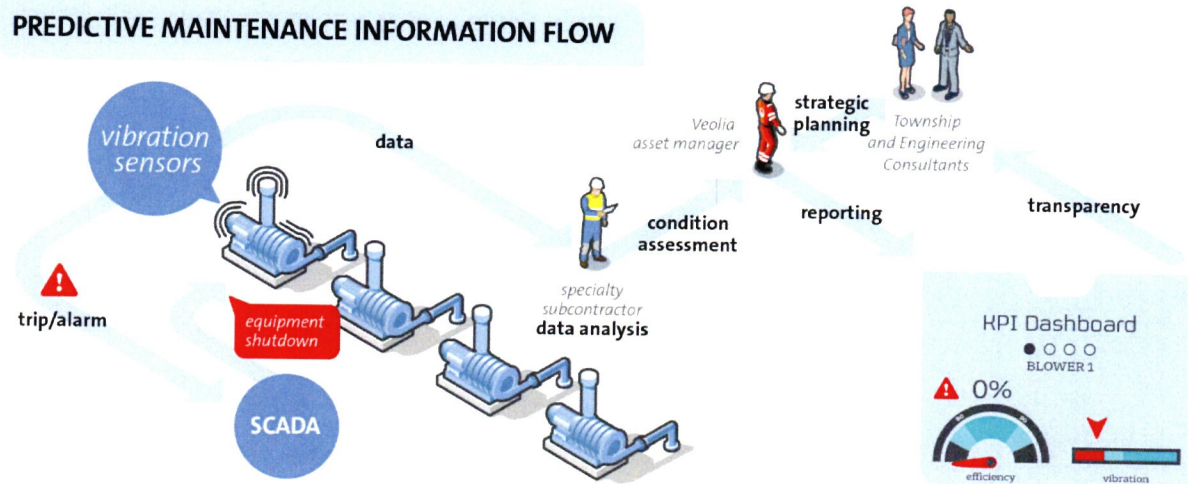 PREDICTIVE MAINTENANCE INFORMATION FLOW
vibration
sensors
data
trip/alarm
equipment
shutdown
SCADA
specialty
subcontractor
data analysis
condition
assessment
Veolia
asset manager
strategic
planning
Township
and Engineering
Consultants
reporting
transparency
KPI Dashboard
BLOWER 1
0%
efficiency
vibration